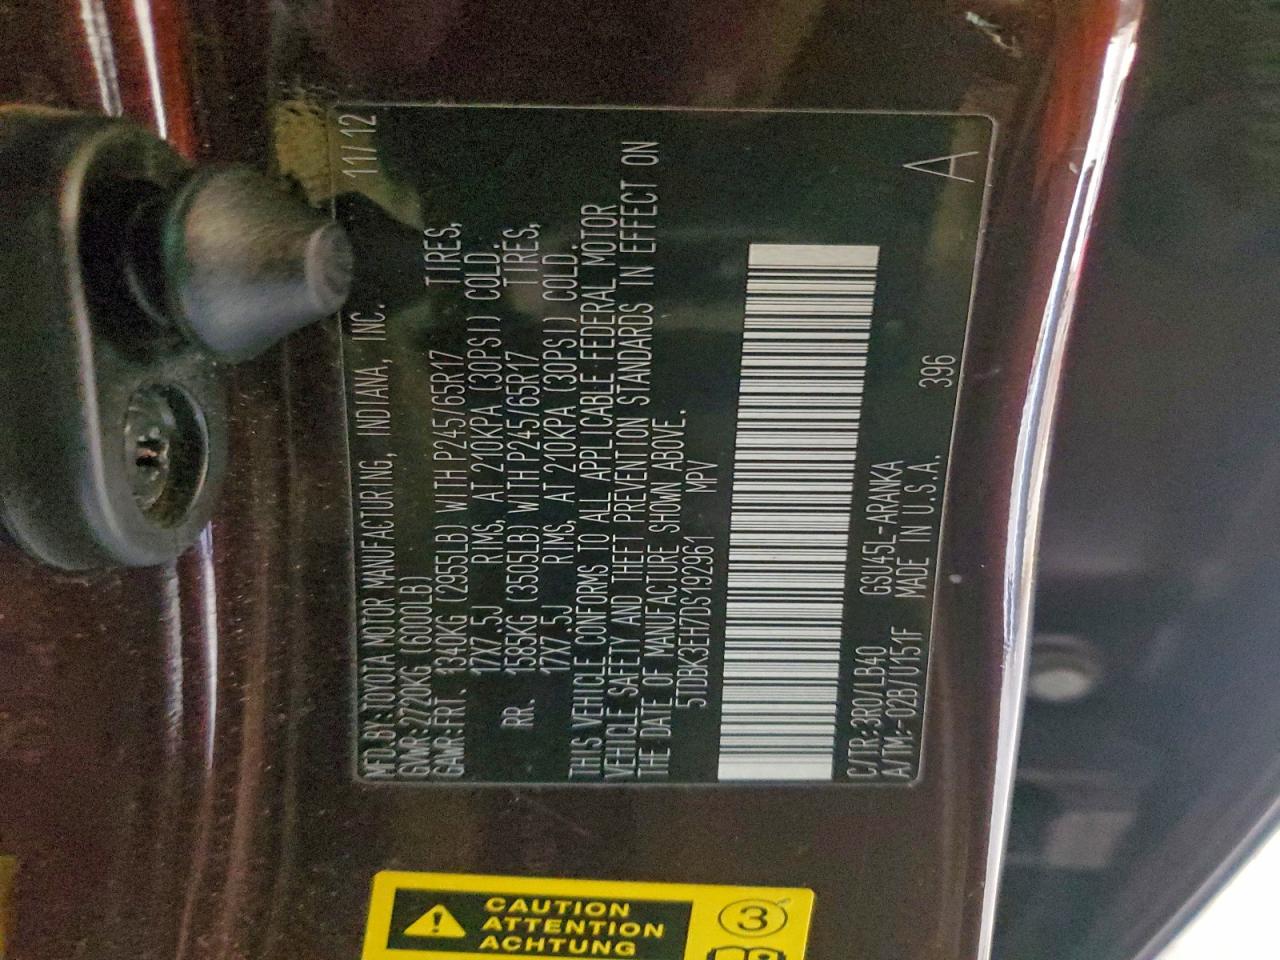 MFD.BY:TOYOTA MOTOR MANUFACTURING, INDIANA, INC. 11/12
GVWR:2720KG (6000LB)
GAWR:FRT. 1340KG (2955LB) WITH P245/65R17 TIRES,
17X7.5J RIMS, AT 210KPA (30PSI) COLD.
RR. 1585KG (3505LB) WITH P245/65R17 TIRES,
17X7.5J RIMS, AT 210KPA (30PSI) COLD.
THIS VEHICLE CONFORMS TO ALL APPLICABLE FEDERAL MOTOR
VEHICLE SAFETY AND THEFT PREVENTION STANDARDS IN EFFECT ON
THE DATE OF MANUFACTURE SHOWN ABOVE.
5TDBK3EH7DS192961 MPV
C/TR:3R0/LB40 GSU45L-ARANKA
A/TM:-02B/U151F MADE IN U.S.A. 396 A
CAUTION
ATTENTION
ACHTUNG
3